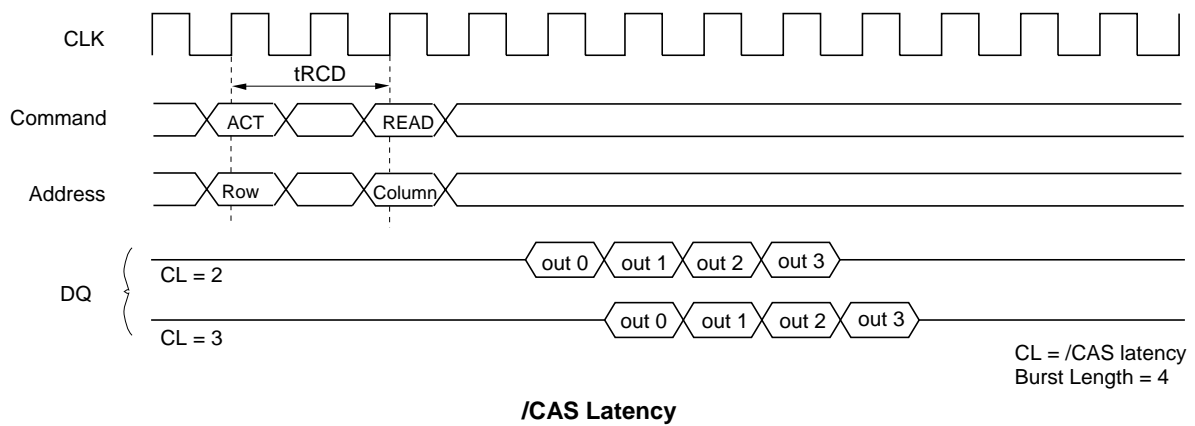 CLK
tRCD
Command
ACT
READ
Address
Row
Column
DQ
CL = 2
out 0
out 1
out 2
out 3
CL = 3
out 0
out 1
out 2
out 3
CL = /CAS latency
Burst Length = 4
/CAS Latency